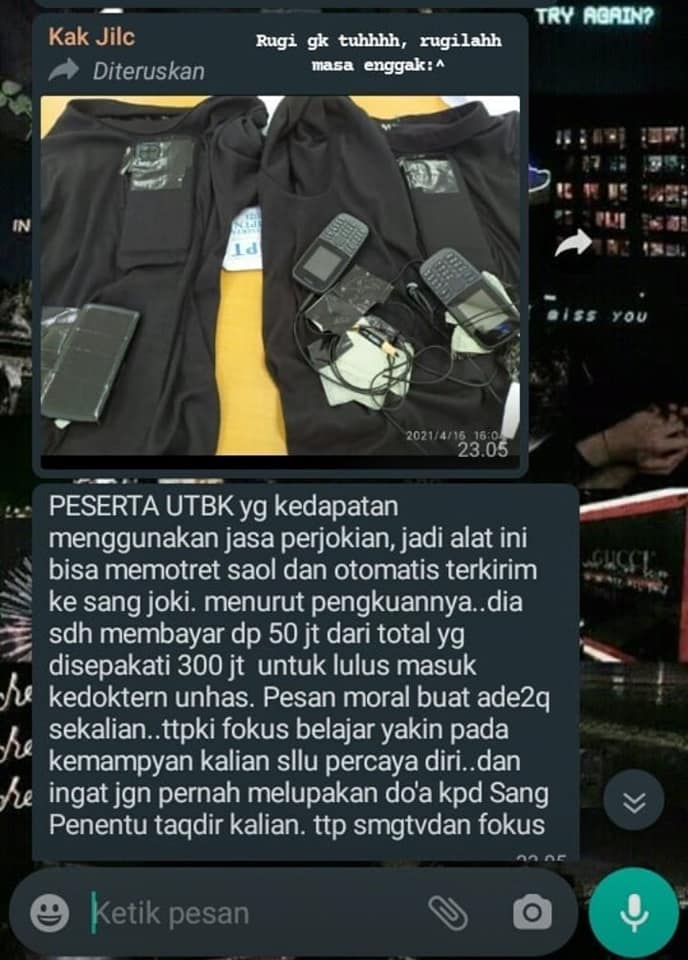 TRY AGAIN?
Kak Jilc
Rugi gk tuhhhh, rugilahh
masa enggak:^
Diteruskan
IN
2021/4/16 16:0
23.05
MISS YOU
GUCCI
PESERTA UTBK yg kedapatan
menggunakan jasa perjokian, jadi alat ini
bisa memotret saol dan otomatis terkirim
ke sang joki. menurut pengkuannya..dia
sdh membayar dp 50 jt dari total yg
disepakati 300 jt untuk lulus masuk
kedoktern unhas. Pesan moral buat ade2q
sekalian..ttpki fokus belajar yakin pada
kemampyan kalian sllu percaya diri..dan
ingat jgn pernah melupakan do'a kpd Sang
Penentu taqdir kalian. ttp smgtvdan fokus
Ketik pesan